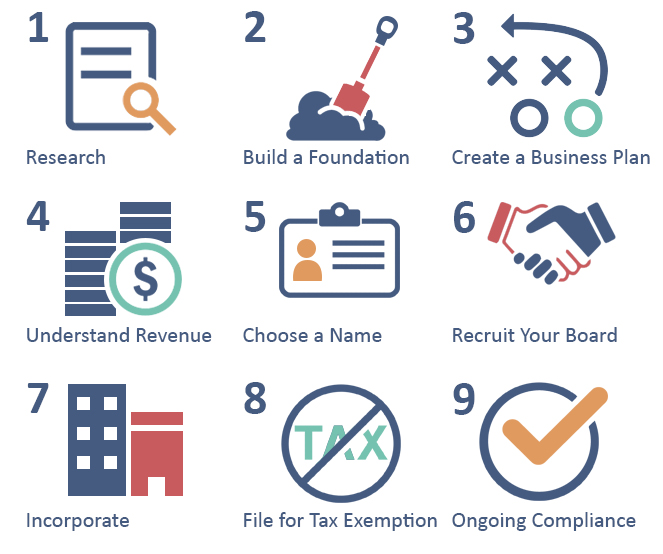 1
Research
2
Build a Foundation
3
Create a Business Plan
4
$
Understand Revenue
5
Choose a Name
6
Recruit Your Board
7
Incorporate
8
TAX
File for Tax Exemption
9
Ongoing Compliance